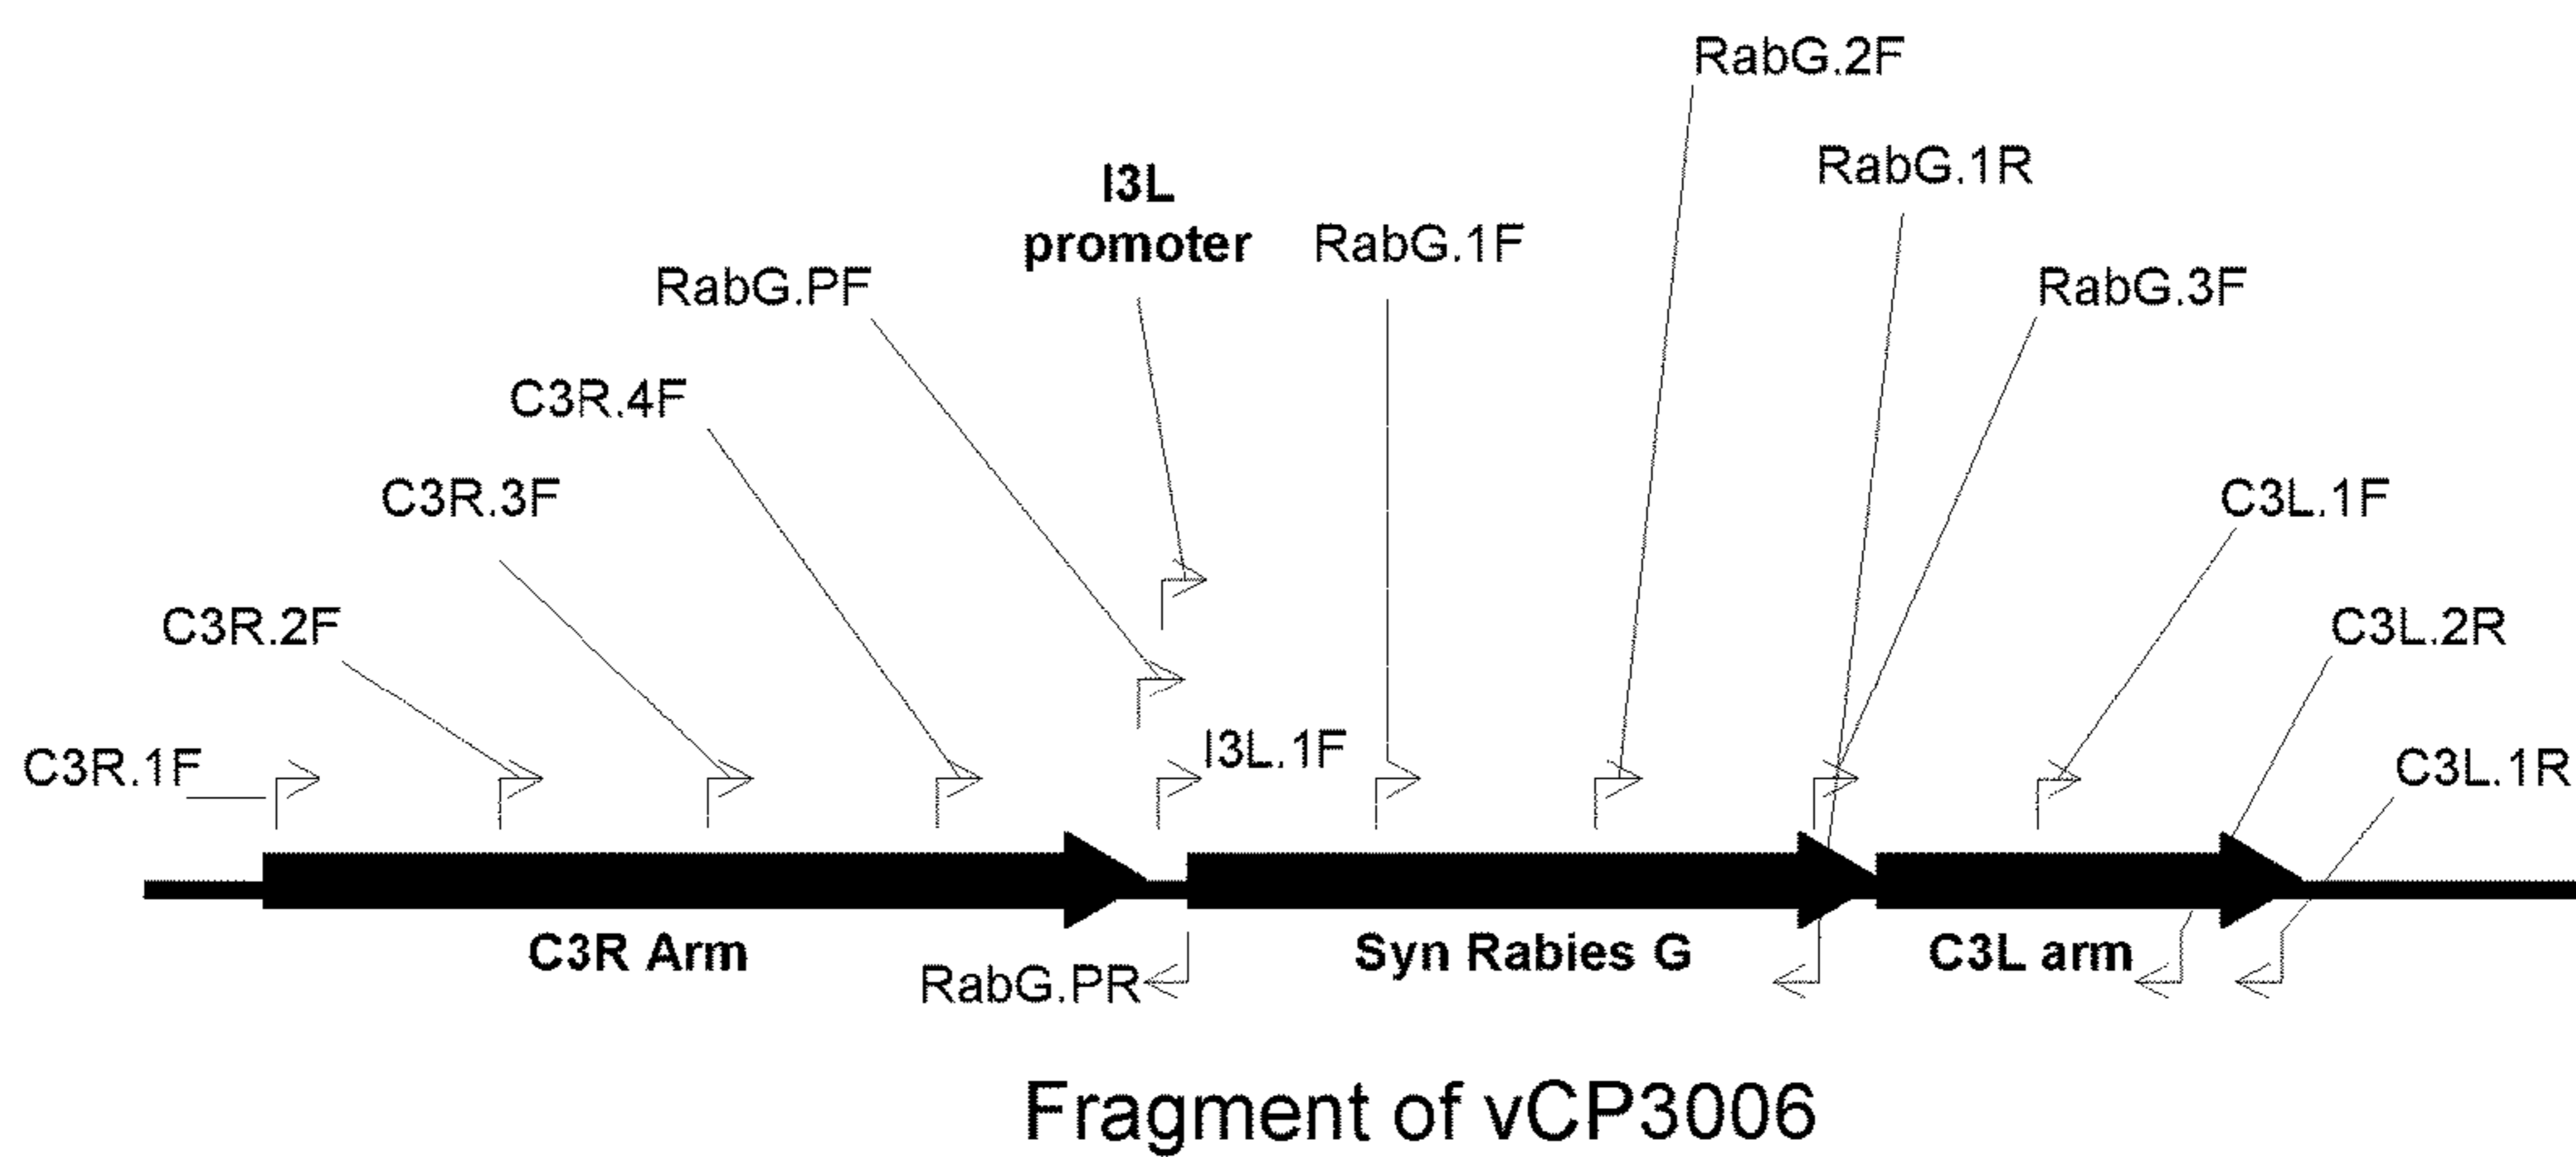 RabG.2F
RabG.1R
I3L
promoter
RabG.1F
RabG.PF
RabG.3F
C3R.4F
C3R.3F
C3L.1F
C3R.2F
C3L.2R
C3R.1F
I3L.1F
C3L.1R
C3R Arm
Syn Rabies G
C3L arm
RabG.PR
Fragment of vCP3006